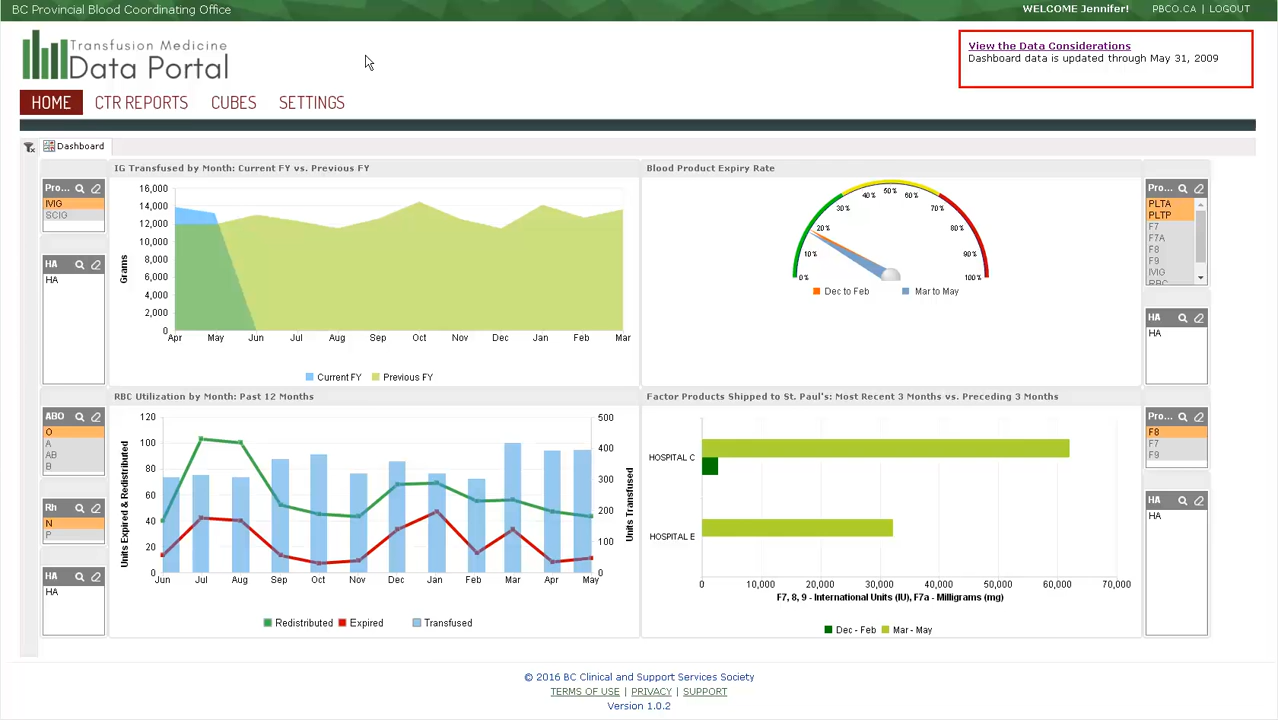 BC Provincial Blood Coordinating Office
WELCOME Jennifer! PBCO.CA | LOGOUT
Transfusion Medicine
Data Portal
View the Data Considerations
Dashboard data is updated through May 31, 2009
HOME CTR REPORTS CUBES SETTINGS
Dashboard
IG Transfused by Month: Current FY vs. Previous FY
Pro...
IVIG
SCIG
HA
HA
Grams
16,000
14,000
12,000
10,000
8,000
6,000
4,000
2,000
0
Apr May Jun Jul Aug Sep Oct Nov Dec Jan Feb Mar
Current FY Previous FY
Blood Product Expiry Rate
0% 10% 20% 30% 40% 50% 60% 70% 80% 90% 100%
Dec to Feb Mar to May
Pro...
PLTA
PLTP
F7
F7A
F8
F9
IVIG
RBC
HA
HA
RBC Utilization by Month: Past 12 Months
ABO
O
A
AB
B
Rh
N
P
HA
HA
Units Expired & Redistributed
120
100
80
60
40
20
0
500
400
300
200
100
0
Units Transfused
Jun Jul Aug Sep Oct Nov Dec Jan Feb Mar Apr May
Redistributed Expired Transfused
Factor Products Shipped to St. Paul's: Most Recent 3 Months vs. Preceding 3 Months
HOSPITAL C
HOSPITAL E
0 10,000 20,000 30,000 40,000 50,000 60,000 70,000
F7, 8, 9 - International Units (IU), F7a - Milligrams (mg)
Dec - Feb Mar - May
Pro...
F8
F7
F9
HA
HA
© 2016 BC Clinical and Support Services Society
TERMS OF USE | PRIVACY | SUPPORT
Version 1.0.2